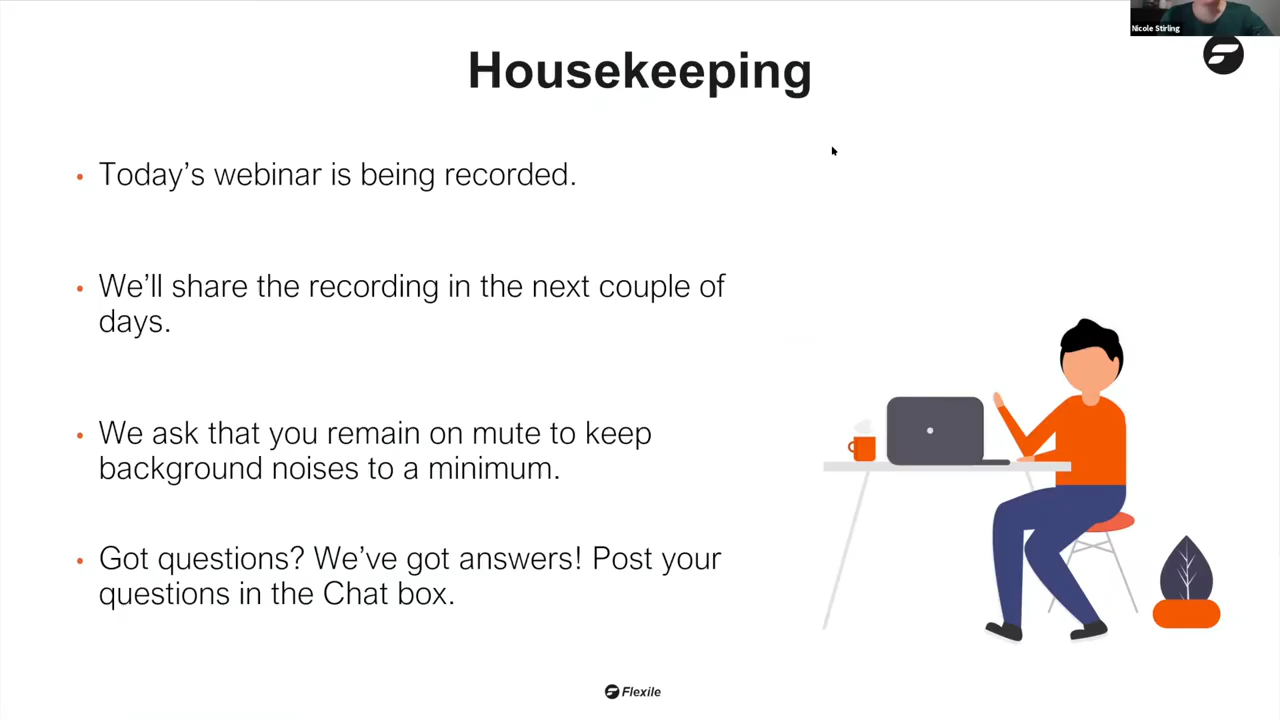 Nicole Stirling
Housekeeping
• Today’s webinar is being recorded.
• We’ll share the recording in the next couple of
days.
• We ask that you remain on mute to keep
background noises to a minimum.
• Got questions? We’ve got answers! Post your
questions in the Chat box.
Flexile